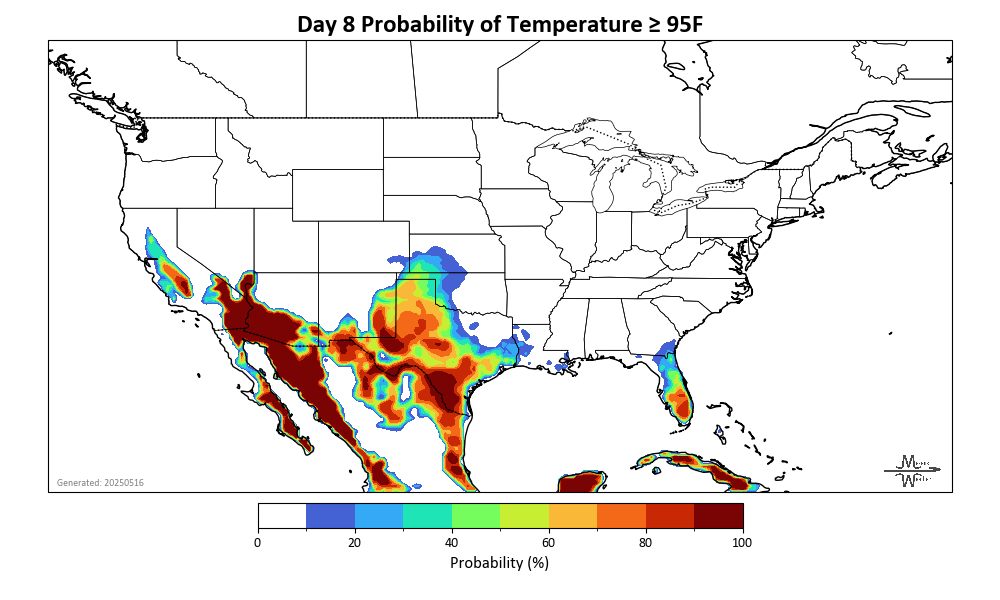 Day 8 Probability of Temperature ≥ 95F
Generated: 20250516
0 20 40 60 80 100
Probability (%)